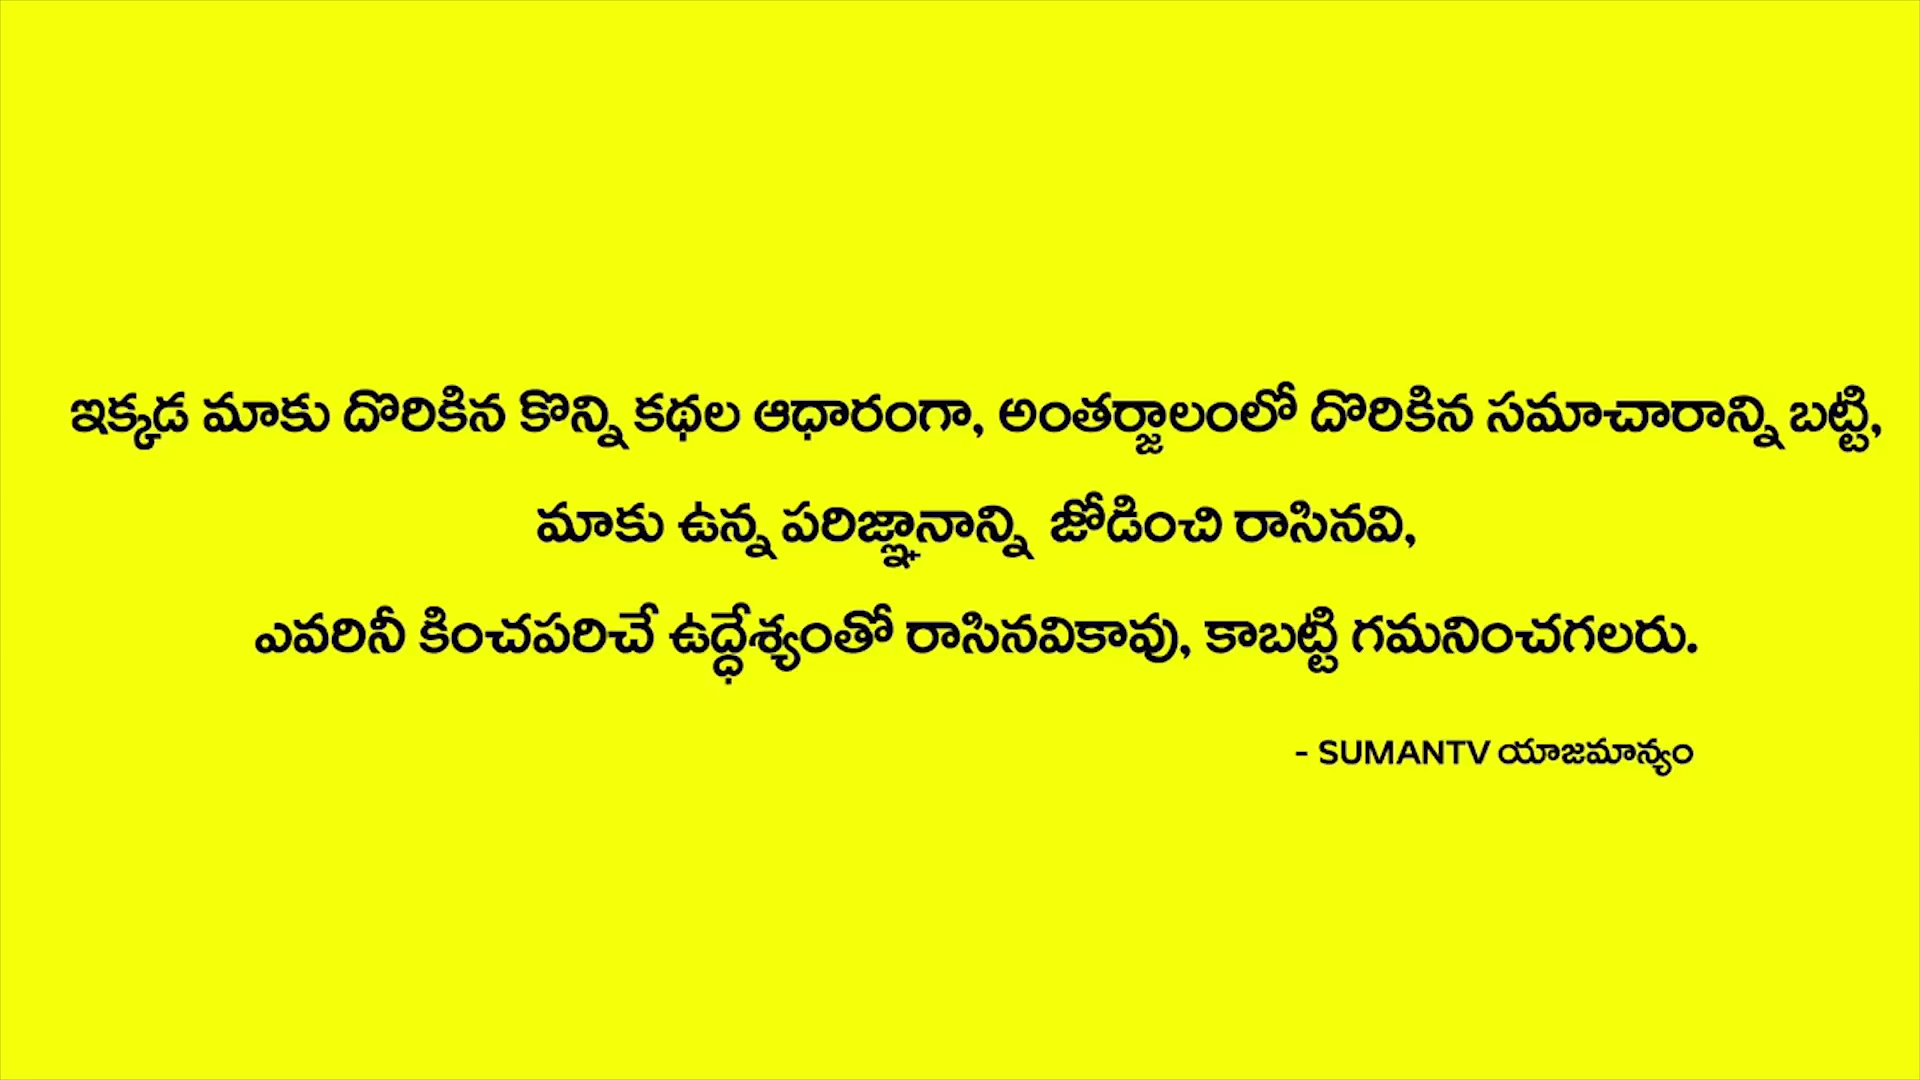 ఇక్కడ మాకు దొరికిన కొన్ని కథల ఆధారంగా, అంతర్జాలంలో దొరికిన సమాచారాన్ని బట్టి,
మాకు ఉన్న పరిజ్ఞానాన్ని జోడించి రాసినవి,
ఎవరినీ కించపరిచే ఉద్ధేశ్యంతో రాసినవికావు, కాబట్టి గమనించగలరు.
- SUMANTV యాజమాన్యం